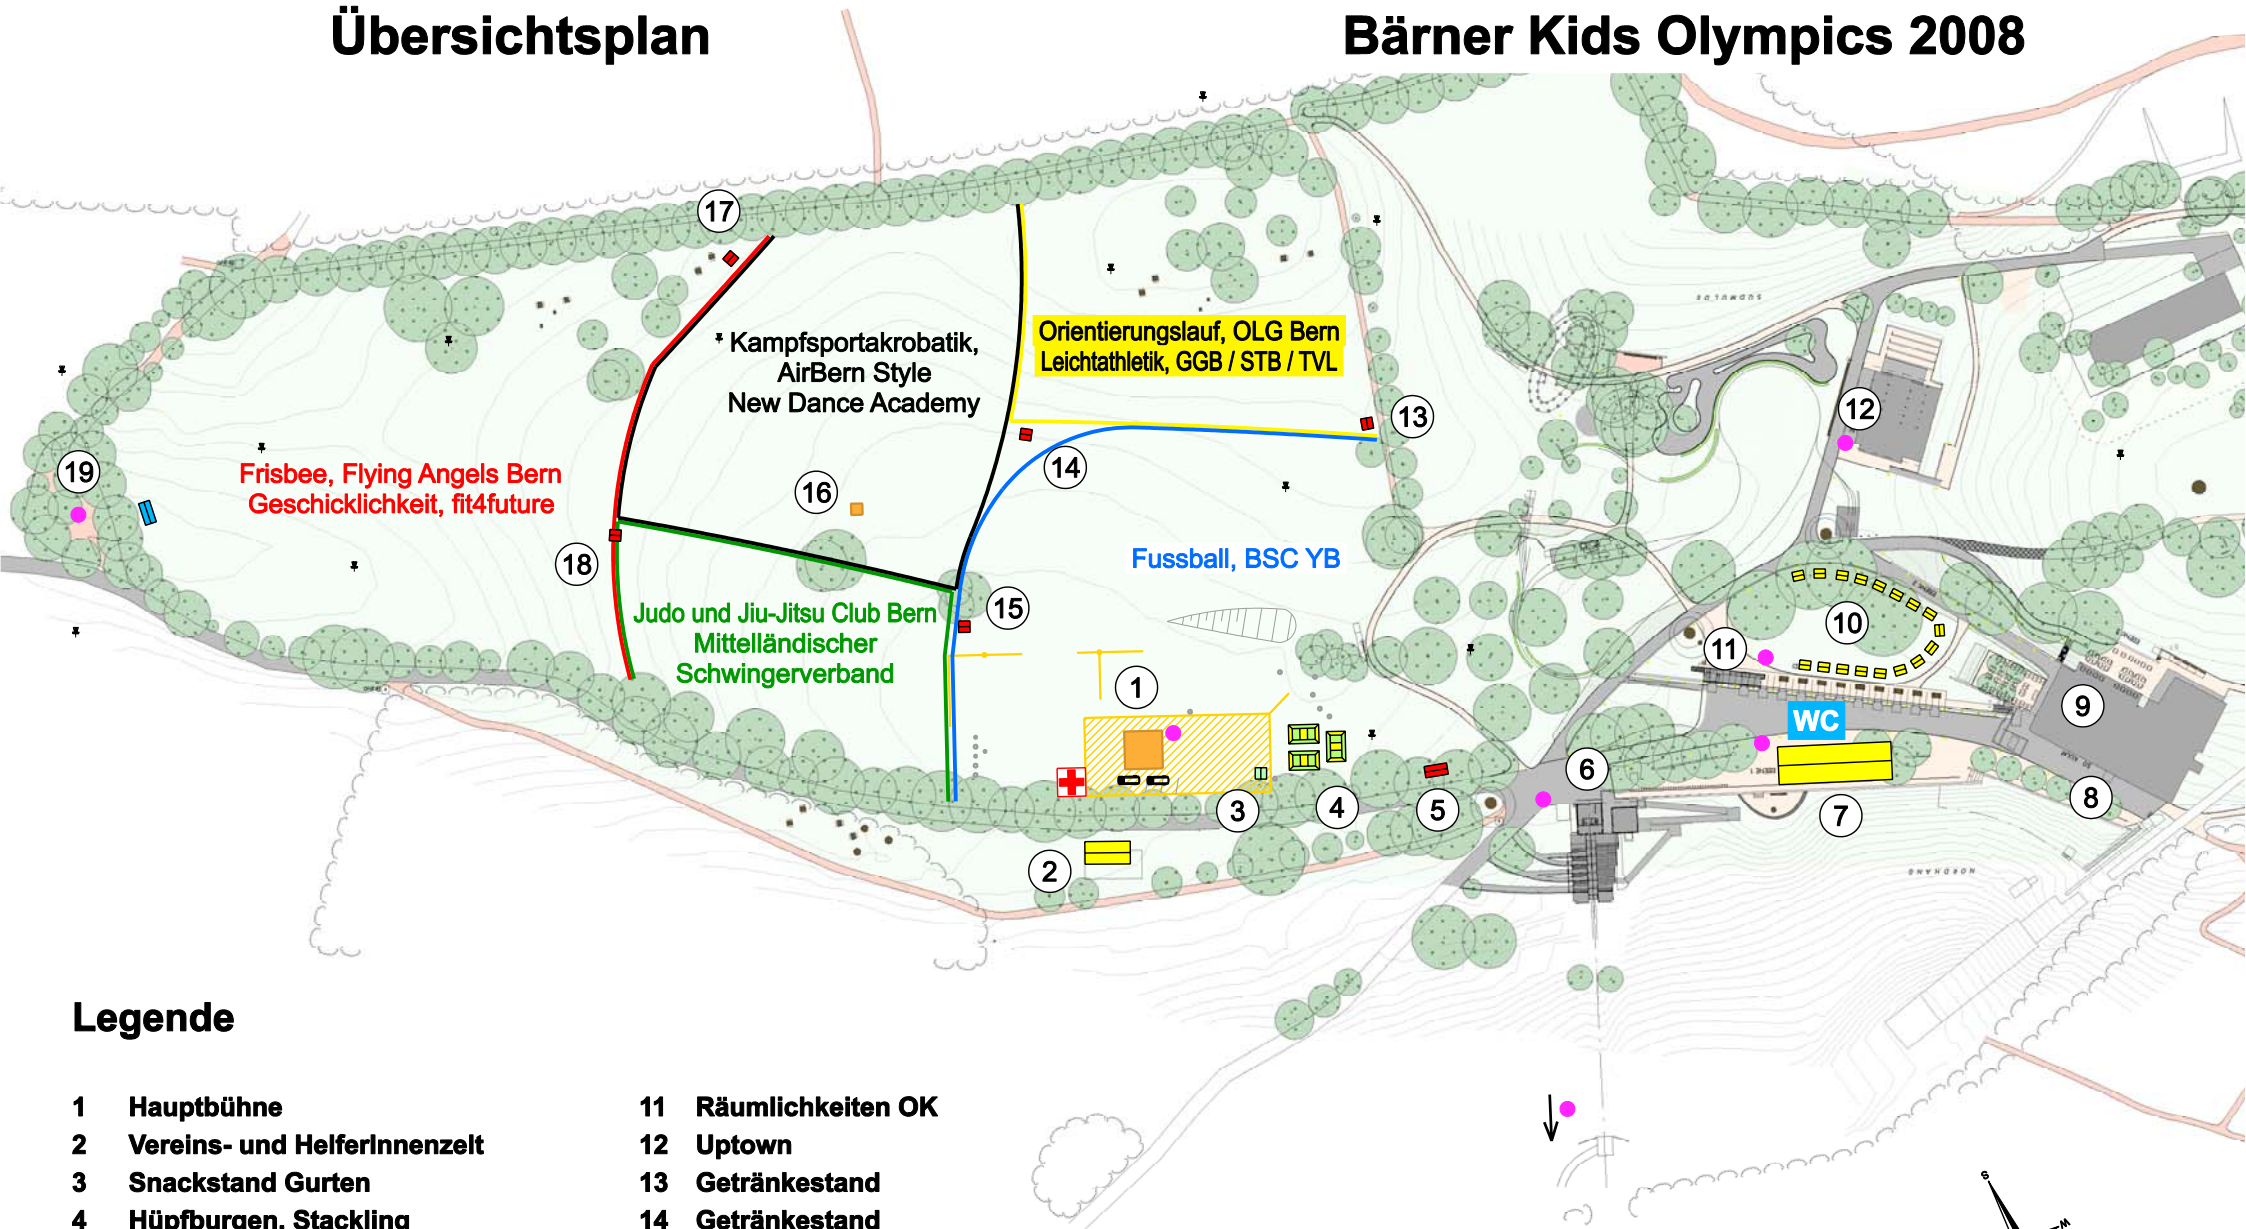 Übersichtsplan
Bärner Kids Olympics 2008
17
Kampfsportakrobatik,
AirBern Style
New Dance Academy
Orientierungslauf, OLG Bern
Leichtathletik, GGB / STB / TVL
13
12
14
19
Frisbee, Flying Angels Bern
Geschicklichkeit, fit4future
16
18
Fussball, BSC YB
15
Judo und Jiu-Jitsu Club Bern
Mittelländischer
Schwingerverband
10
11
1
WC
9
6
3
4
5
7
8
2
NORDHANG
Legende
1 Hauptbühne
2 Vereins- und HelferInnenzelt
3 Snackstand Gurten
4 Hüpfburgen, Stackling
11 Räumlichkeiten OK
12 Uptown
13 Getränkestand
14 Getränkestand
S
W